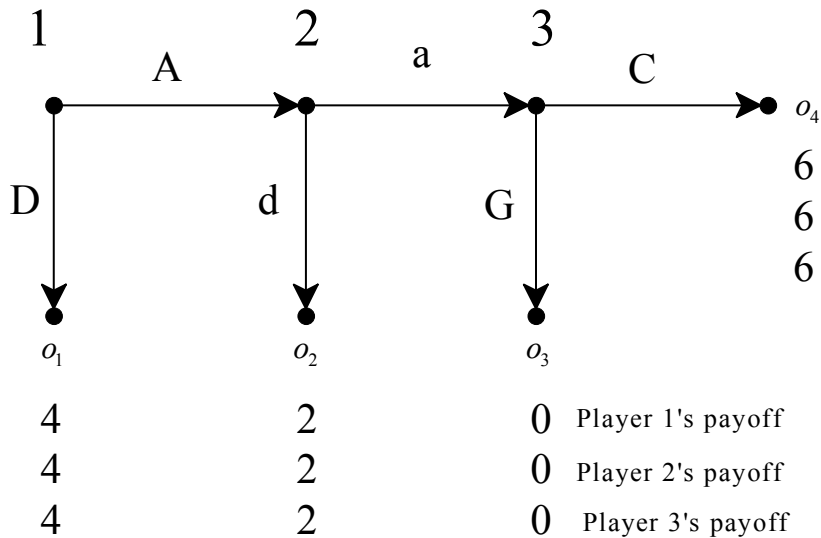 1 2 3
A a C
o₄
D d G
6
6
6
o₁ o₂ o₃
4 2 0 Player 1's payoff
4 2 0 Player 2's payoff
4 2 0 Player 3's payoff